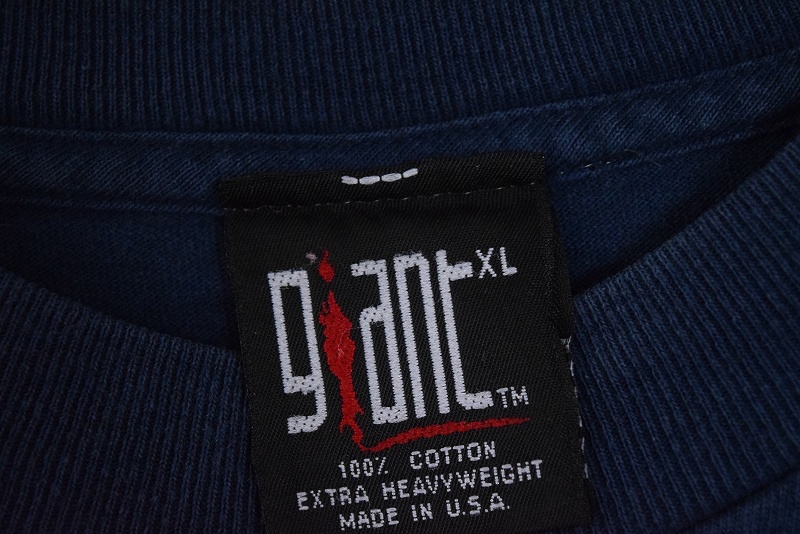 giant XL
TM
100% COTTON
EXTRA HEAVYWEIGHT
MADE IN U.S.A.